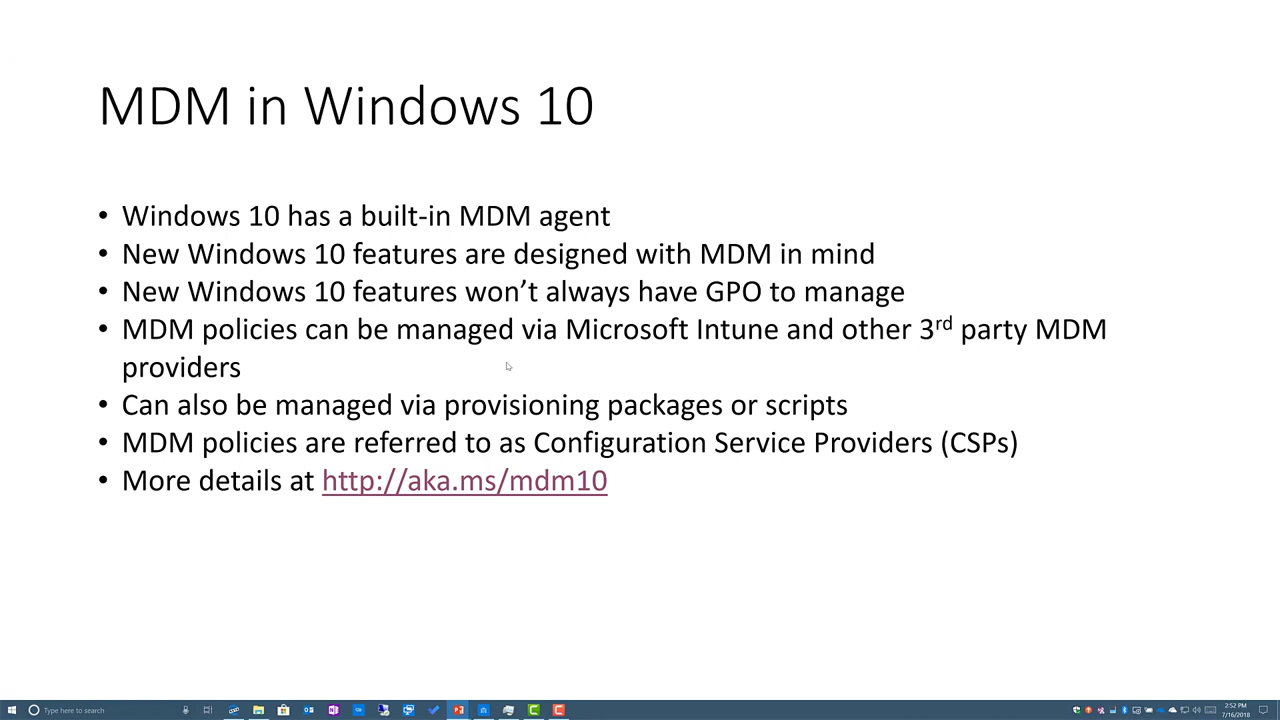 MDM in Windows 10
• Windows 10 has a built-in MDM agent
• New Windows 10 features are designed with MDM in mind
• New Windows 10 features won’t always have GPO to manage
• MDM policies can be managed via Microsoft Intune and other 3rd party MDM
providers
• Can also be managed via provisioning packages or scripts
• MDM policies are referred to as Configuration Service Providers (CSPs)
• More details at http://aka.ms/mdm10
Type here to search
2:52 PM
7/16/2018